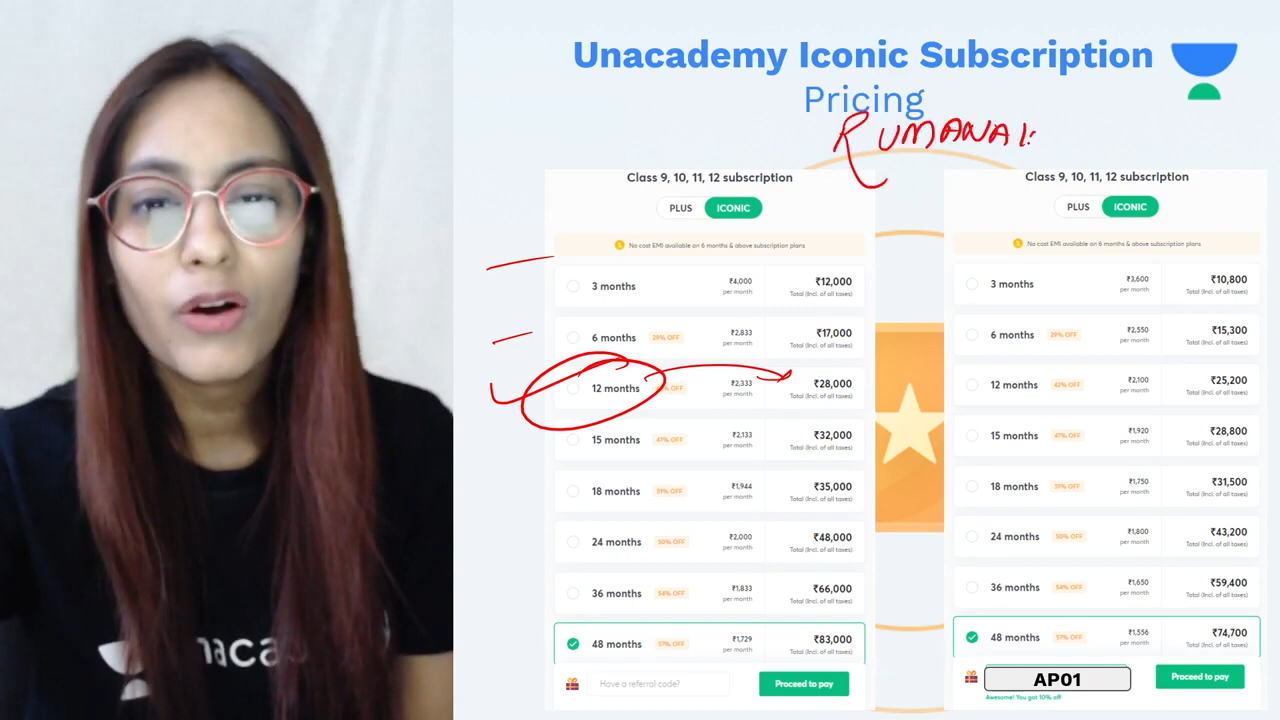 Unacademy Iconic Subscription
Pricing
RUMANA1:
Class 9, 10, 11, 12 subscription
PLUS ICONIC
No cost EMI available on 6 months & above subscription plans
3 months ₹4,000 per month ₹12,000 Total (Incl. of all taxes)
6 months 29% OFF ₹2,833 per month ₹17,000 Total (Incl. of all taxes)
12 months OFF ₹2,333 per month ₹28,000 Total (Incl. of all taxes)
15 months 47% OFF ₹2,133 per month ₹32,000 Total (Incl. of all taxes)
18 months 51% OFF ₹1,944 per month ₹35,000 Total (Incl. of all taxes)
24 months 50% OFF ₹2,000 per month ₹48,000 Total (Incl. of all taxes)
36 months 54% OFF ₹1,833 per month ₹66,000 Total (Incl. of all taxes)
48 months 57% OFF ₹1,729 per month ₹83,000 Total (Incl. of all taxes)
Have a referral code? Proceed to pay
Class 9, 10, 11, 12 subscription
PLUS ICONIC
No cost EMI available on 6 months & above subscription plans
3 months ₹3,600 per month ₹10,800 Total (Incl. of all taxes)
6 months 29% OFF ₹2,550 per month ₹15,300 Total (Incl. of all taxes)
12 months 42% OFF ₹2,100 per month ₹25,200 Total (Incl. of all taxes)
15 months 47% OFF ₹1,920 per month ₹28,800 Total (Incl. of all taxes)
18 months 51% OFF ₹1,750 per month ₹31,500 Total (Incl. of all taxes)
24 months 50% OFF ₹1,800 per month ₹43,200 Total (Incl. of all taxes)
36 months 54% OFF ₹1,650 per month ₹59,400 Total (Incl. of all taxes)
48 months 57% OFF ₹1,556 per month ₹74,700 Total (Incl. of all taxes)
AP01 Proceed to pay
Awesome! You got 10% off
unaca